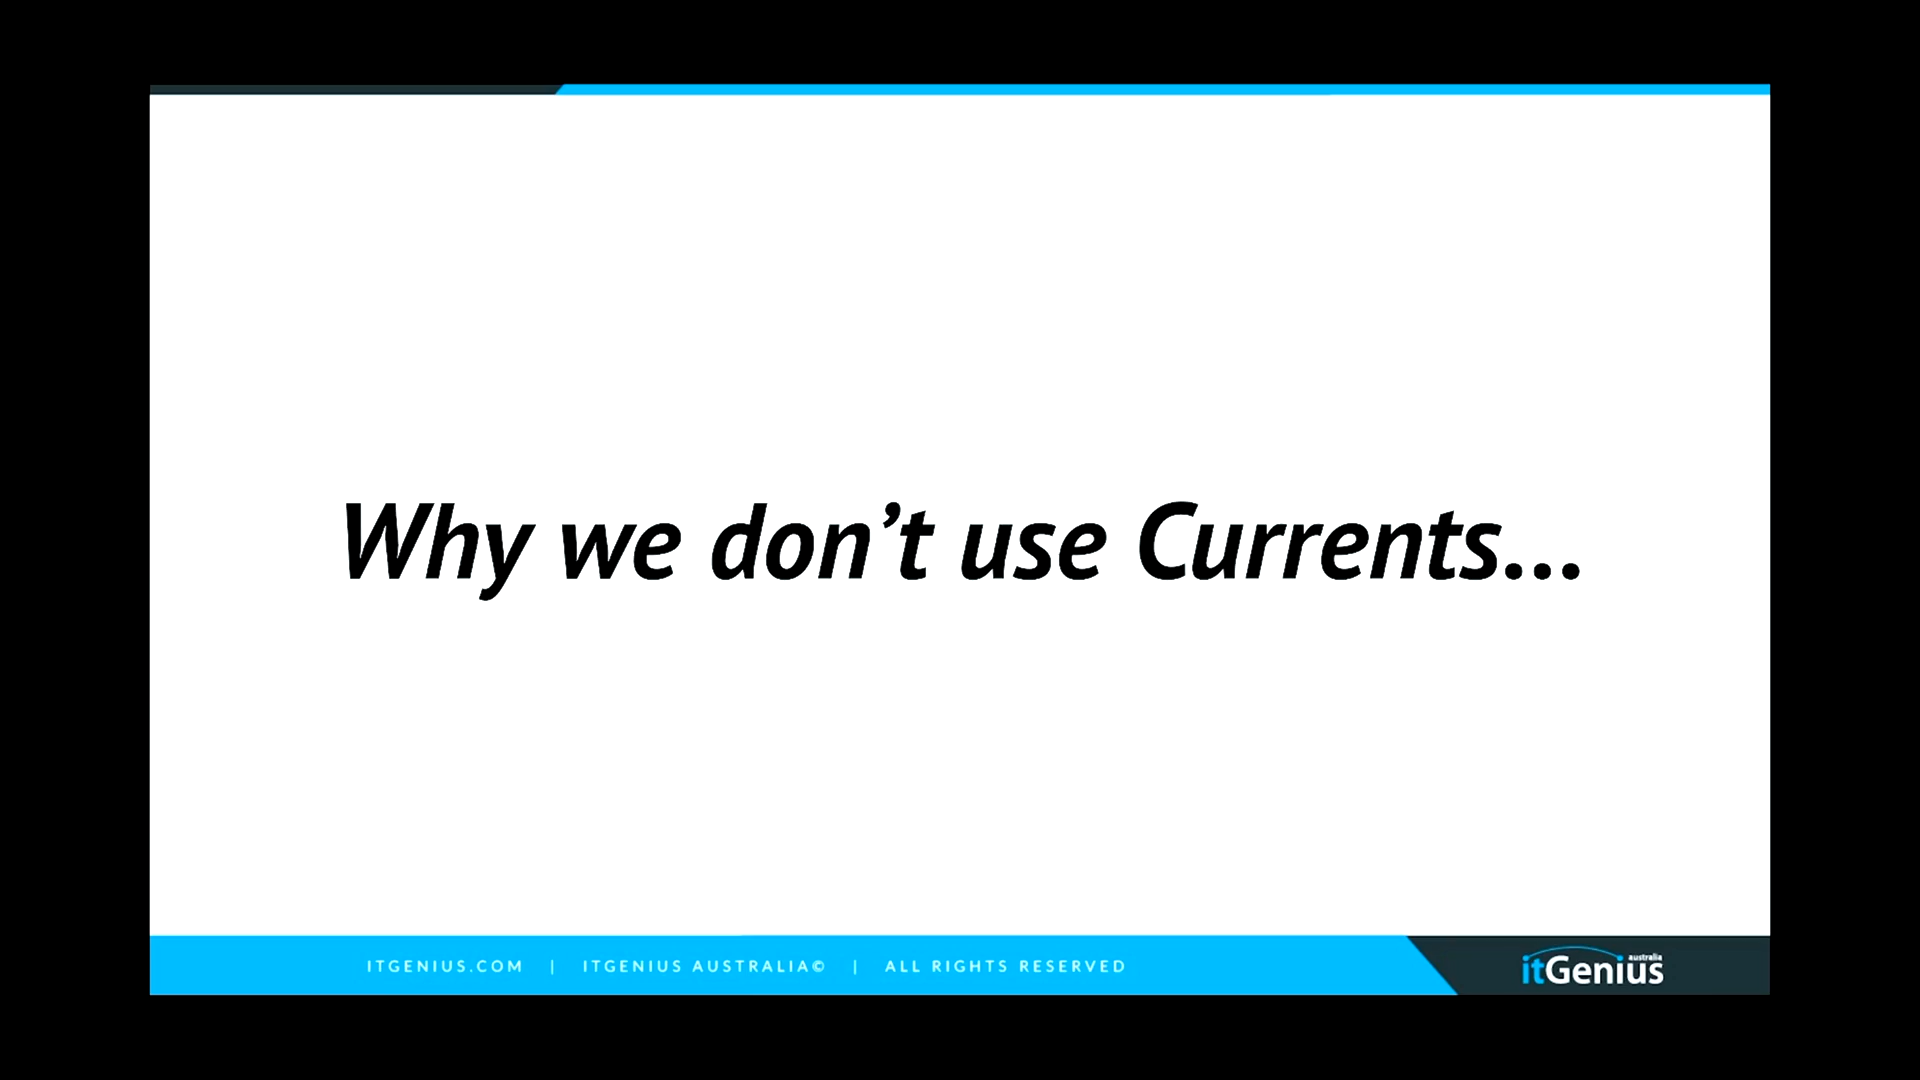 Why we don’t use Currents...
ITGENIUS.COM | ITGENIUS AUSTRALIA© | ALL RIGHTS RESERVED
australia
itGenius